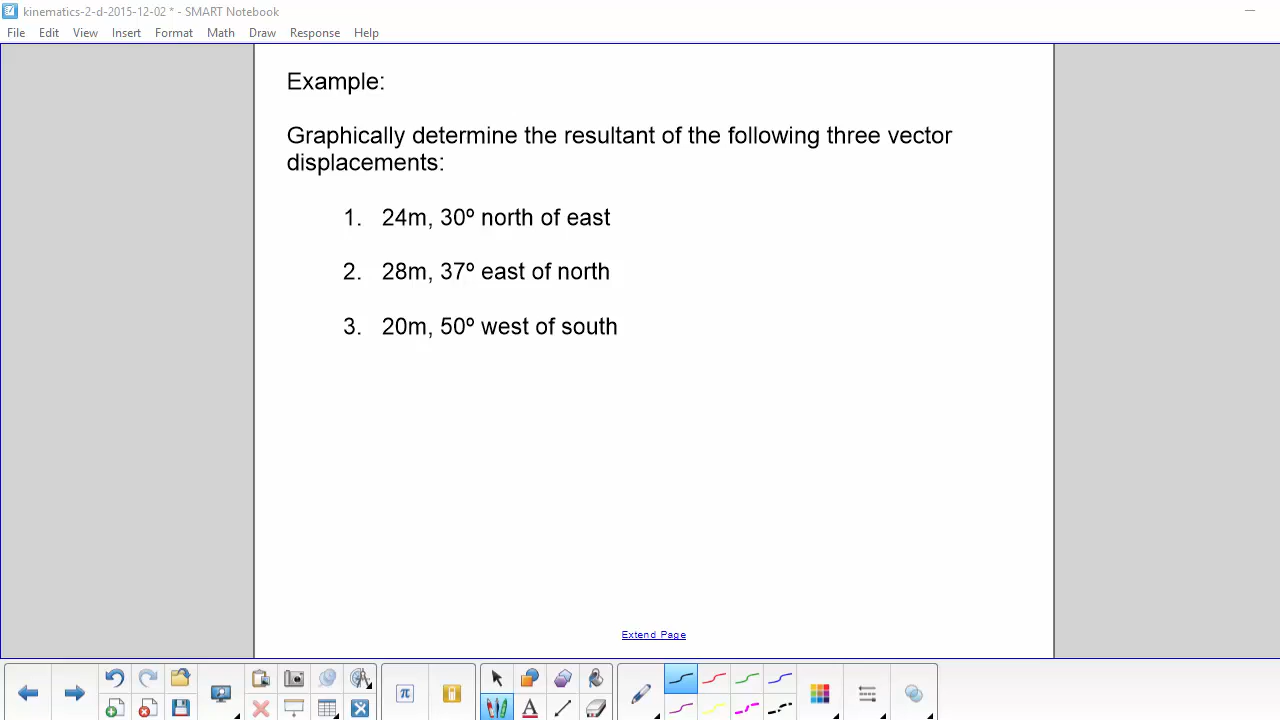 kinematics-2-d-2015-12-02 * - SMART Notebook
File Edit View Insert Format Math Draw Response Help
Example:
Graphically determine the resultant of the following three vector
displacements:
1. 24m, 30º north of east
2. 28m, 37º east of north
3. 20m, 50º west of south
Extend Page